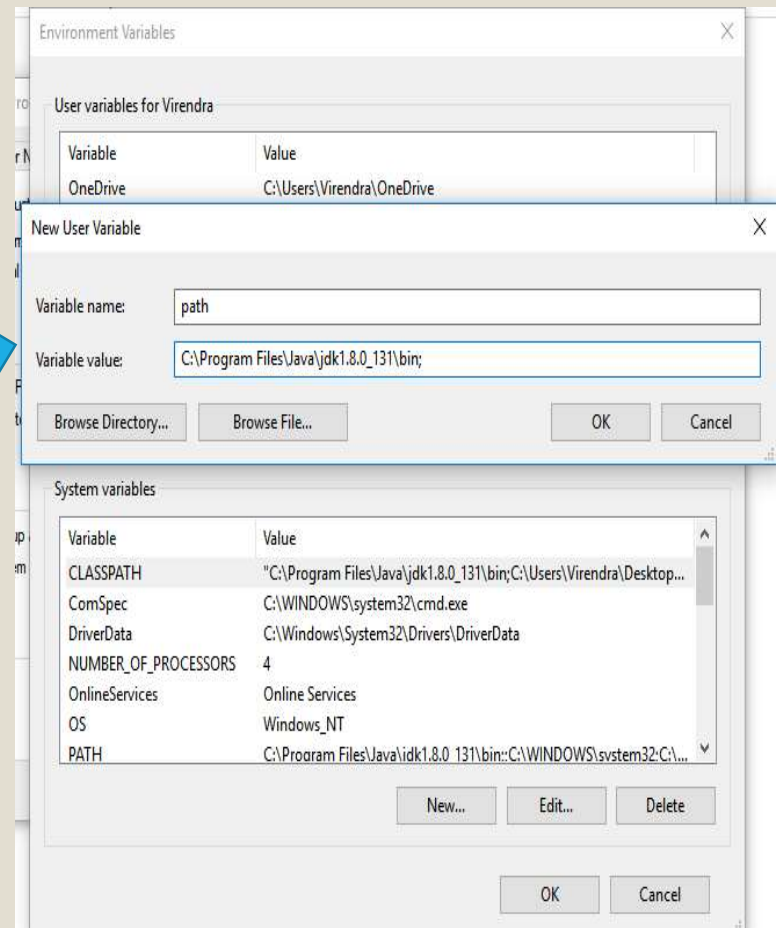 Environment Variables
User variables for Virendra
Variable Value
OneDrive C:\Users\Virendra\OneDrive
New User Variable
Variable name: path
Variable value: C:\Program Files\Java\jdk1.8.0_131\bin;
Browse Directory... Browse File... OK Cancel
System variables
Variable Value
CLASSPATH "C:\Program Files\Java\jdk1.8.0_131\bin;C:\Users\Virendra\Desktop...
ComSpec C:\WINDOWS\system32\cmd.exe
DriverData C:\Windows\System32\Drivers\DriverData
NUMBER_OF_PROCESSORS 4
OnlineServices Online Services
OS Windows_NT
PATH C:\Program Files\Java\jdk1.8.0_131\bin;;C:\WINDOWS\system32;C:\...
New... Edit... Delete
OK Cancel